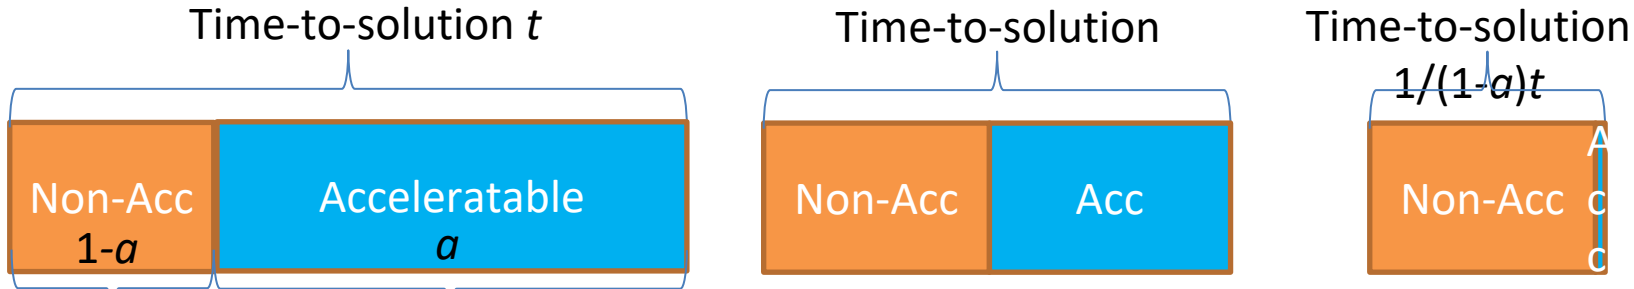 Time-to-solution t
Non-Acc
1-a
Acceleratable
a
Time-to-solution
Non-Acc
Acc
Time-to-solution
1/(1-a)t
Non-Acc
A
c
c